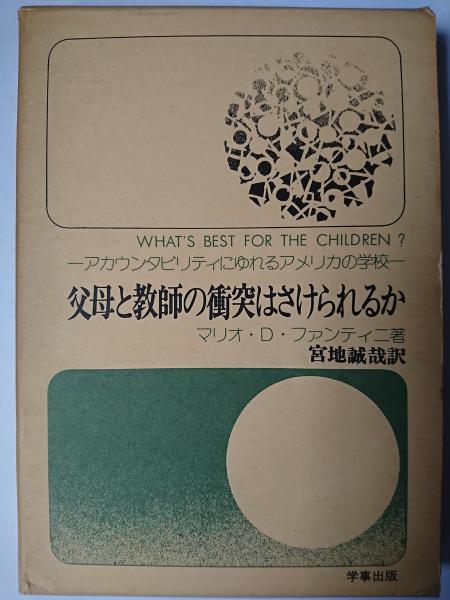 WHAT'S BEST FOR THE CHILDREN ?
―アカウンタビリティにゆれるアメリカの学校―
父母と教師の衝突はさけられるか
マリオ・D・ファンティニ著
宮地誠哉訳
学事出版